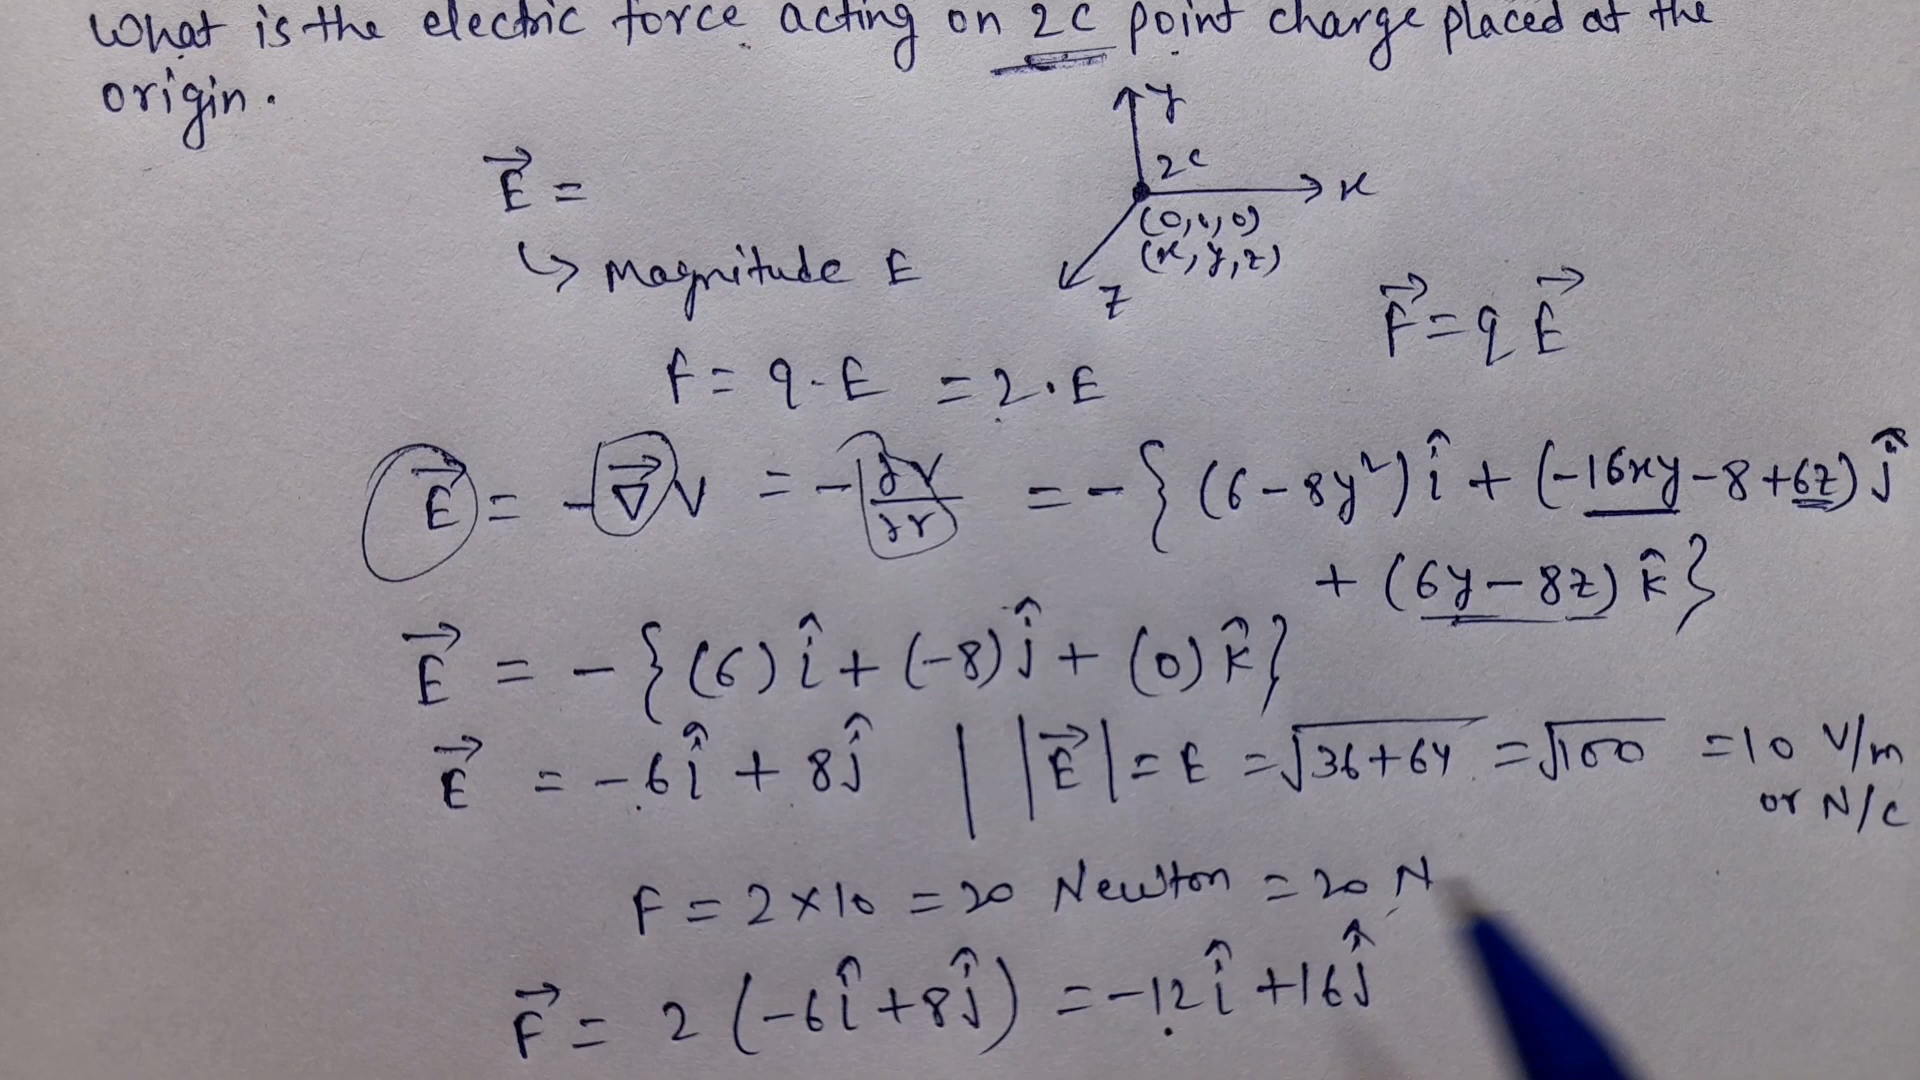 What is the electric force acting on 2C point charge placed at the
origin.
y
2C
x
(0,0,0)
(x,y,z)
z
E⃗ =
↳ Magnitude E
F⃗ = q E⃗
F = q·E = 2·E
E⃗ = -∇⃗V = -∂V/∂r = -{(6-8y²)î + (-16xy-8+6z)ĵ
+ (6y-8z)k̂}
E⃗ = -{(6)î + (-8)ĵ + (0)k̂}
E⃗ = -6î + 8ĵ | |E⃗| = E = √36+64 = √100 = 10 V/m
or N/C
F = 2×10 = 20 Newton = 20 N
F⃗ = 2(-6î+8ĵ) = -12î+16ĵ